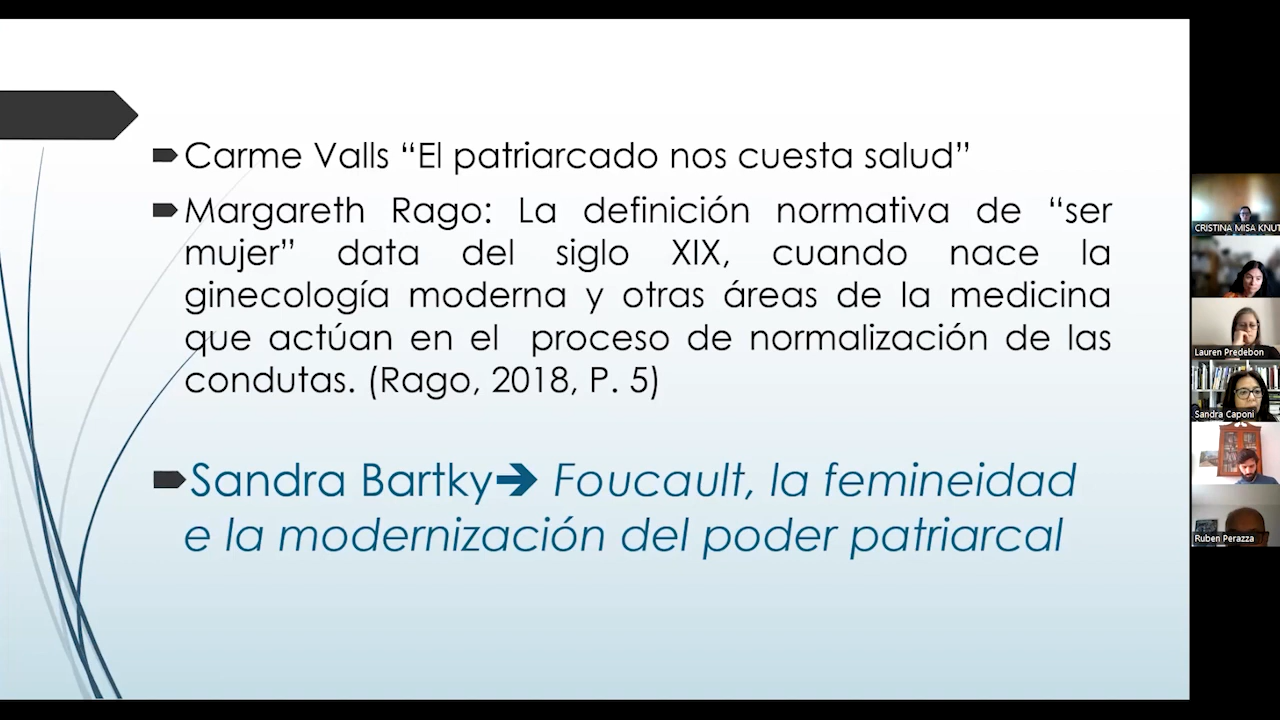 Carme Valls “El patriarcado nos cuesta salud”
Margareth Rago: La definición normativa de “ser
mujer” data del siglo XIX, cuando nace la
ginecología moderna y otras áreas de la medicina
que actúan en el proceso de normalización de las
condutas. (Rago, 2018, P. 5)
Sandra Bartky➔ Foucault, la femineidad
e la modernización del poder patriarcal
CRISTINA MISA KNUT
Lauren Predebon
Sandra Caponi
Ruben Perazza